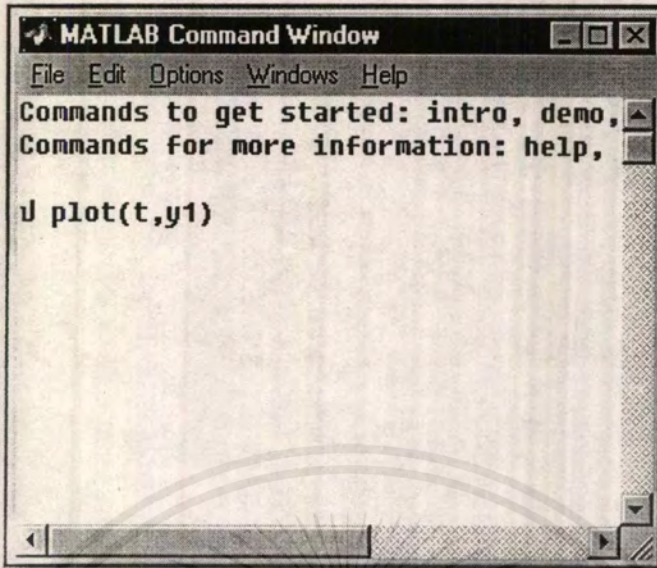 MATLAB Command Window
File Edit Options Windows Help
Commands to get started: intro, demo,
Commands for more information: help,
ป plot(t,y1)